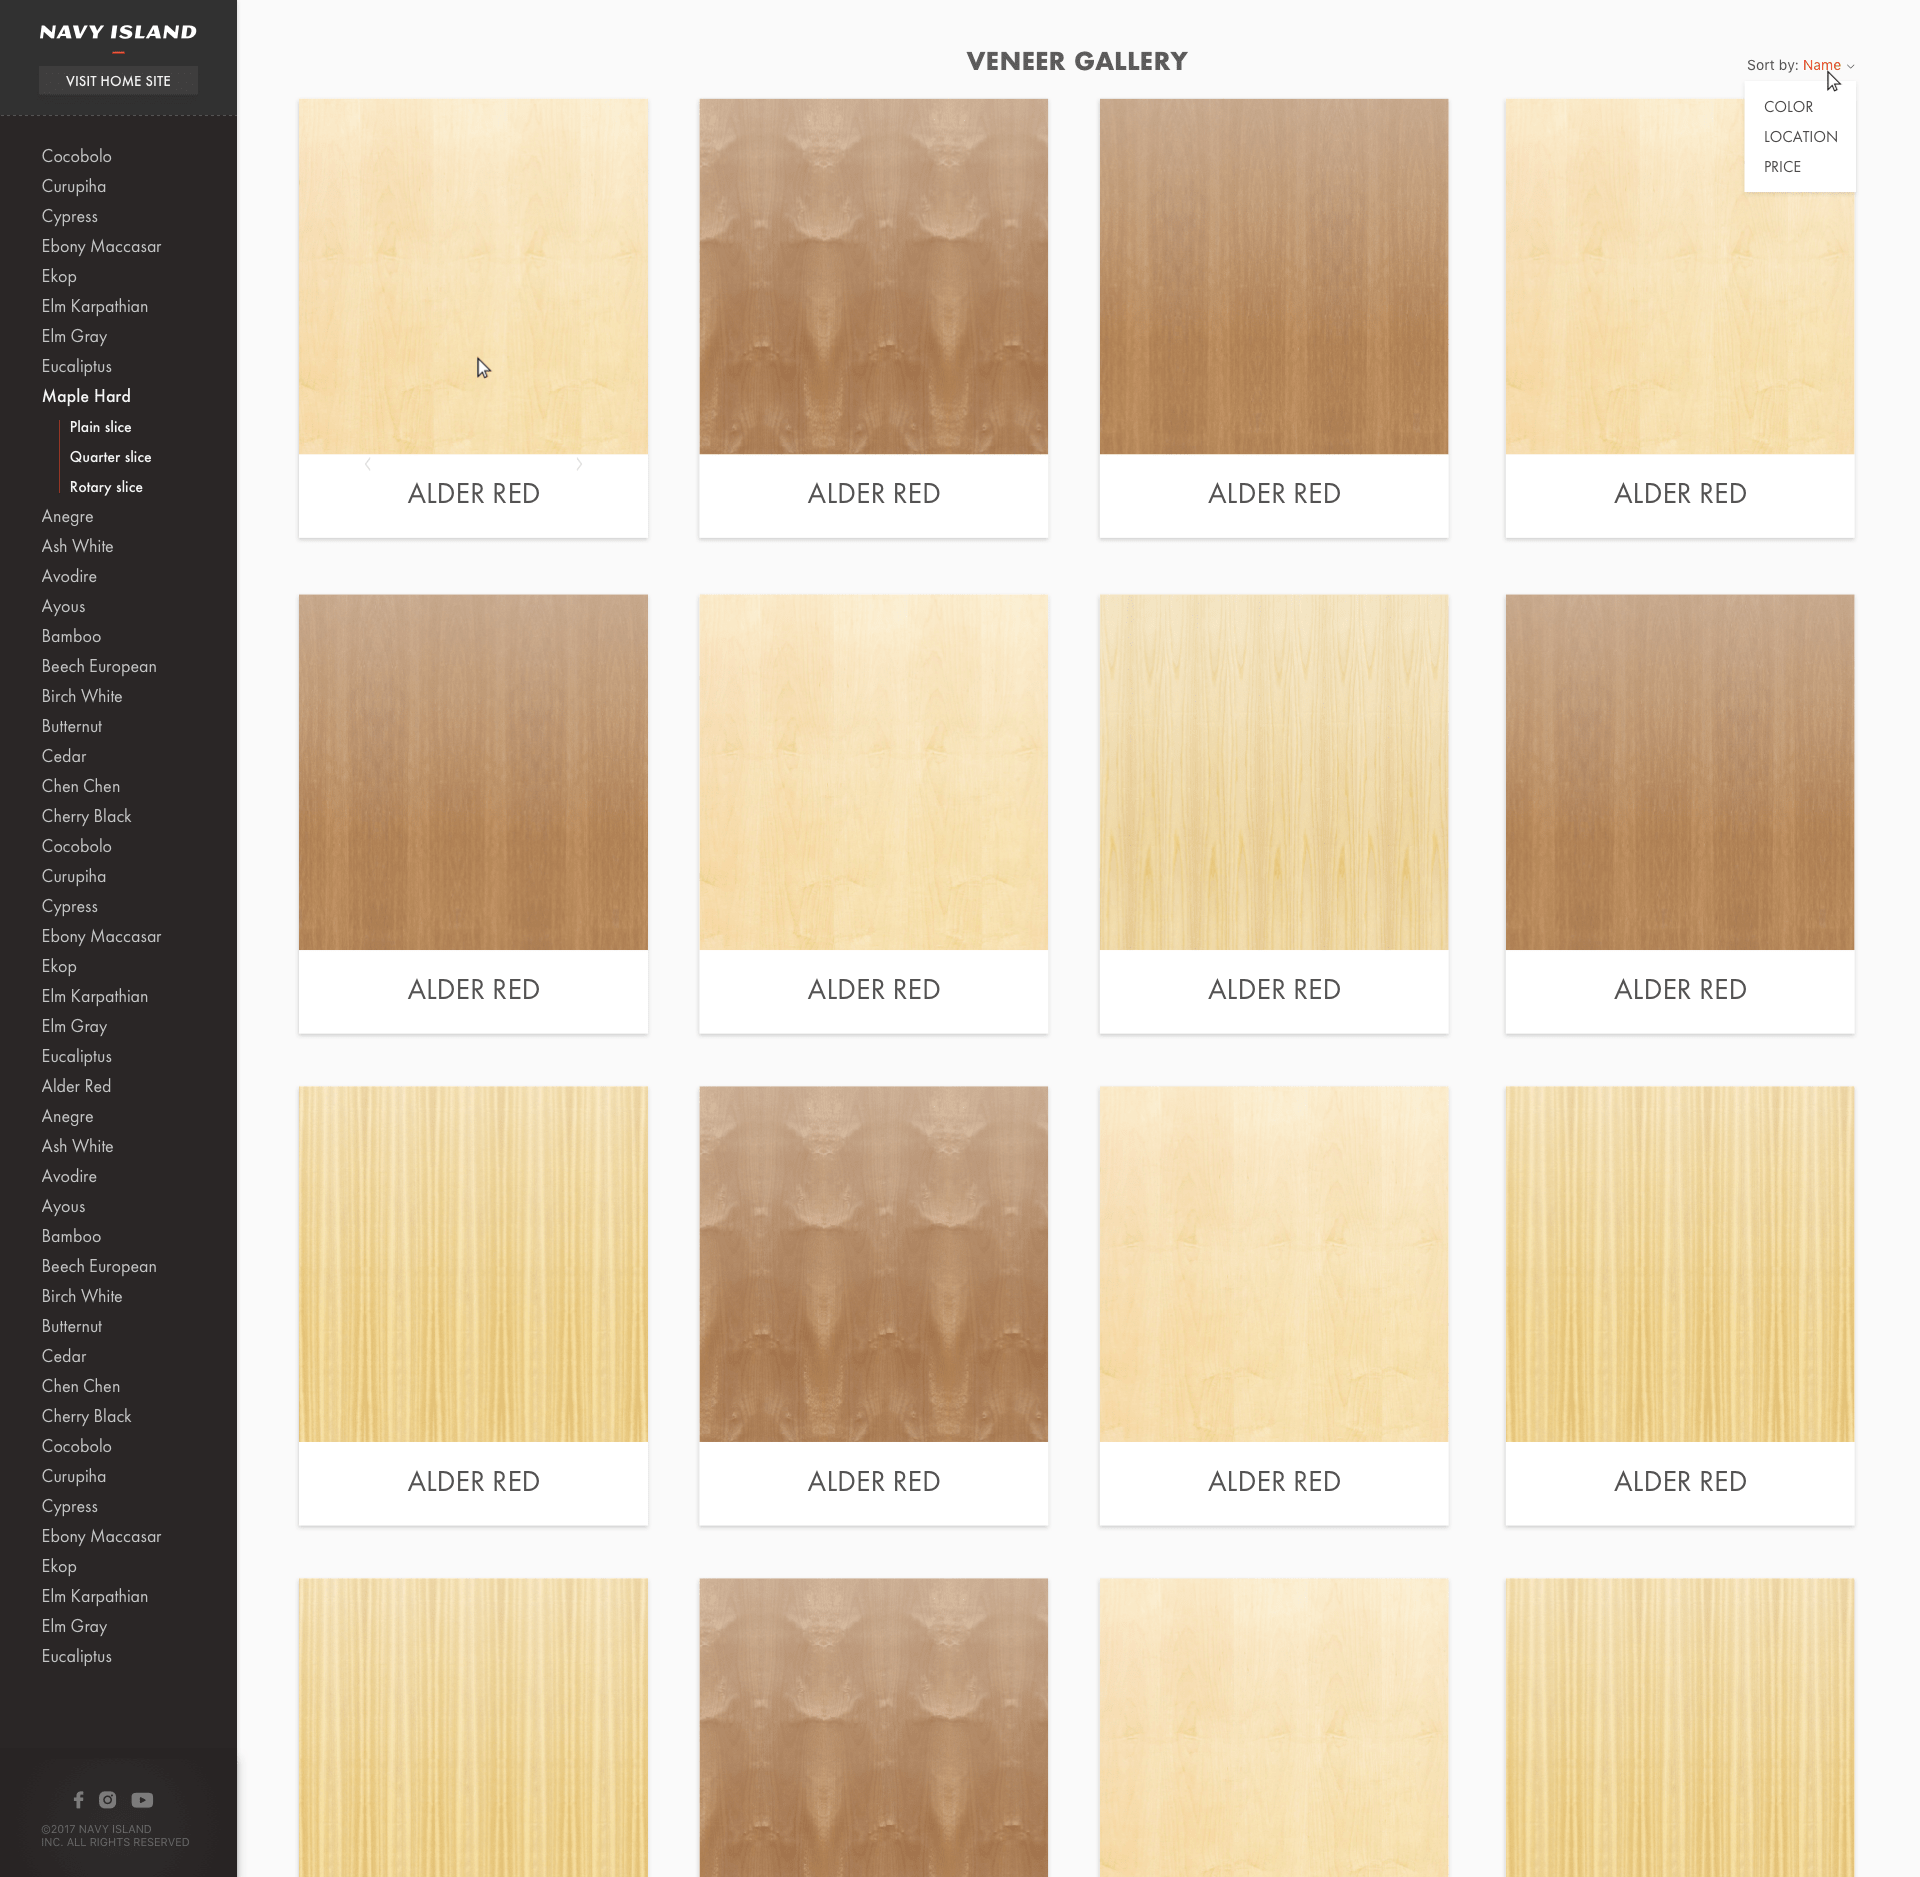 NAVY ISLAND
VISIT HOME SITE
Cocobolo
Curupiha
Cypress
Ebony Maccasar
Ekop
Elm Karpathian
Elm Gray
Eucaliptus
Maple Hard
Plain slice
Quarter slice
Rotary slice
Anegre
Ash White
Avodire
Ayous
Bamboo
Beech European
Birch White
Butternut
Cedar
Chen Chen
Cherry Black
Cocobolo
Curupiha
Cypress
Ebony Maccasar
Ekop
Elm Karpathian
Elm Gray
Eucaliptus
Alder Red
Anegre
Ash White
Avodire
Ayous
Bamboo
Beech European
Birch White
Butternut
Cedar
Chen Chen
Cherry Black
Cocobolo
Curupiha
Cypress
Ebony Maccasar
Ekop
Elm Karpathian
Elm Gray
Eucaliptus
©2017 NAVY ISLAND
INC. ALL RIGHTS RESERVED
VENEER GALLERY
Sort by: Name
COLOR
LOCATION
PRICE
ALDER RED
ALDER RED
ALDER RED
ALDER RED
ALDER RED
ALDER RED
ALDER RED
ALDER RED
ALDER RED
ALDER RED
ALDER RED
ALDER RED